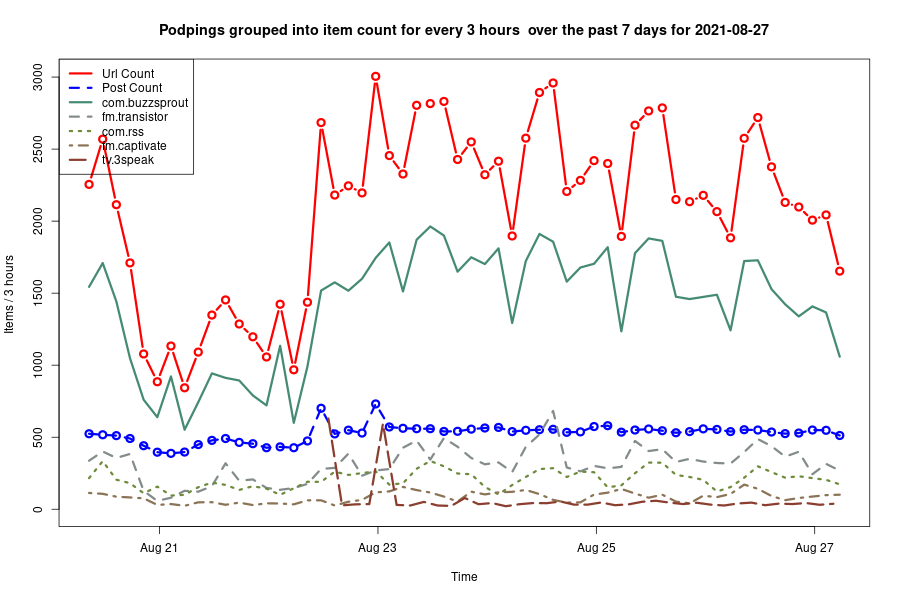 Podpings grouped into item count for every 3 hours  over the past 7 days for 2021-08-27
Url Count
Post Count
com.buzzsprout
fm.transistor
com.rss
fm.captivate
tv.3speak
3000
2500
2000
1500
1000
500
0
Items / 3 hours
Aug 21
Aug 23
Aug 25
Aug 27
Time